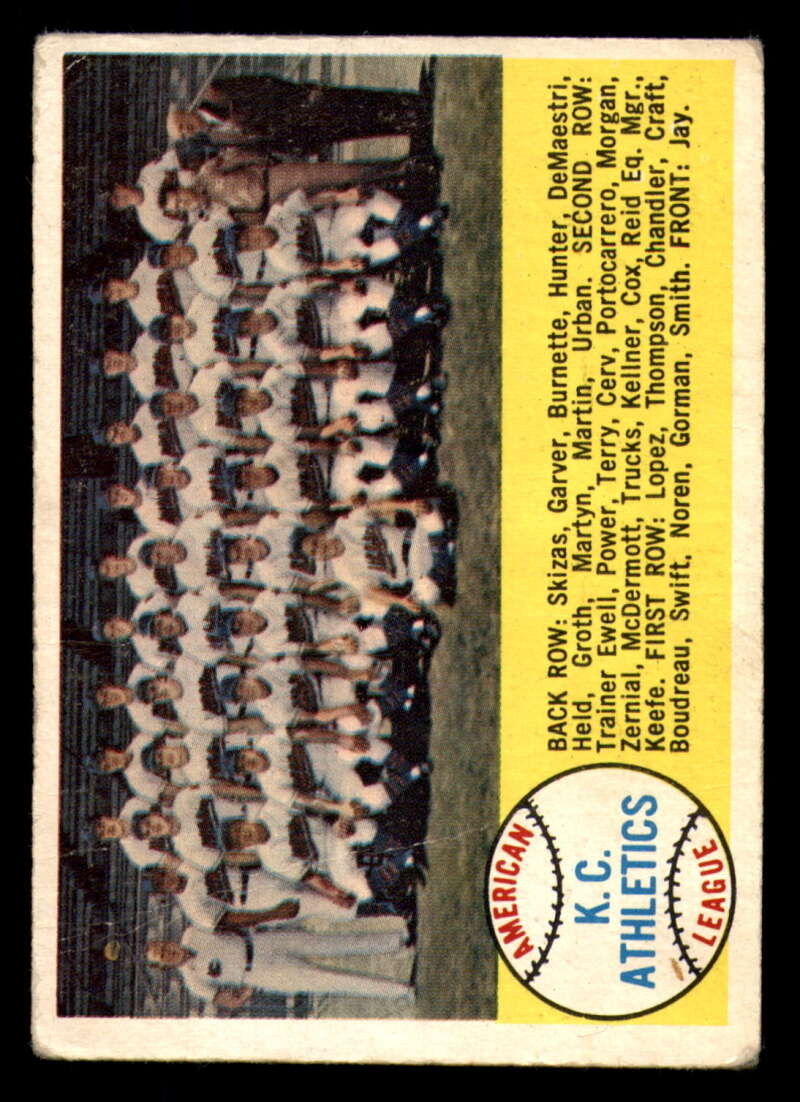 AMERICAN
K.C.
ATHLETICS
LEAGUE
BACK ROW: Skizas, Garver, Burnette, Hunter, DeMaestri,
Held, Groth, Martyn, Martin, Urban. SECOND ROW:
Trainer Ewell, Power, Terry, Cerv, Portocarrero, Morgan,
Zernial, McDermott, Trucks, Kellner, Cox, Reid Eq. Mgr.,
Keefe. FIRST ROW: Lopez, Thompson, Chandler, Craft,
Boudreau, Swift, Noren, Gorman, Smith. FRONT: Jay.